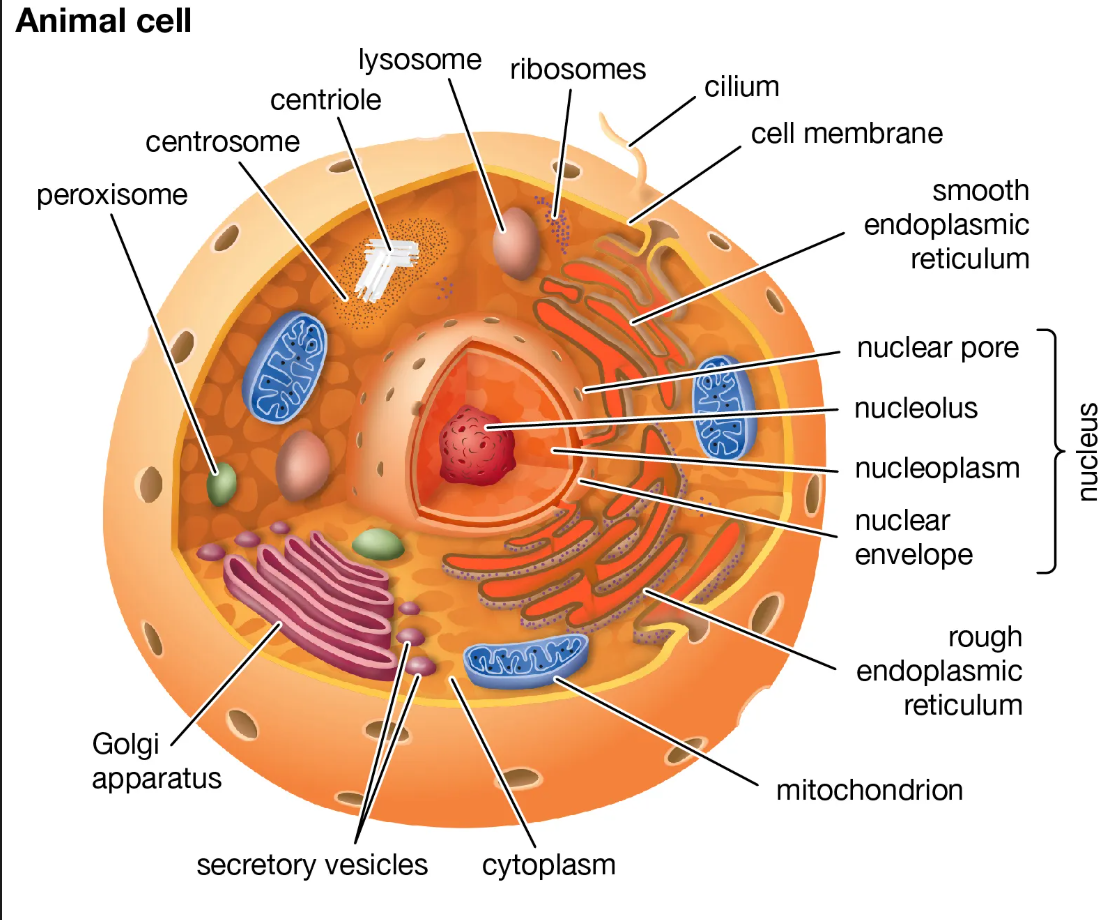 Animal cell
lysosome
ribosomes
cilium
centriole
cell membrane
centrosome
peroxisome
smooth
endoplasmic
reticulum
nuclear pore
nucleolus
nucleoplasm
nuclear
envelope
nucleus
rough
endoplasmic
reticulum
Golgi
apparatus
mitochondrion
secretory vesicles
cytoplasm